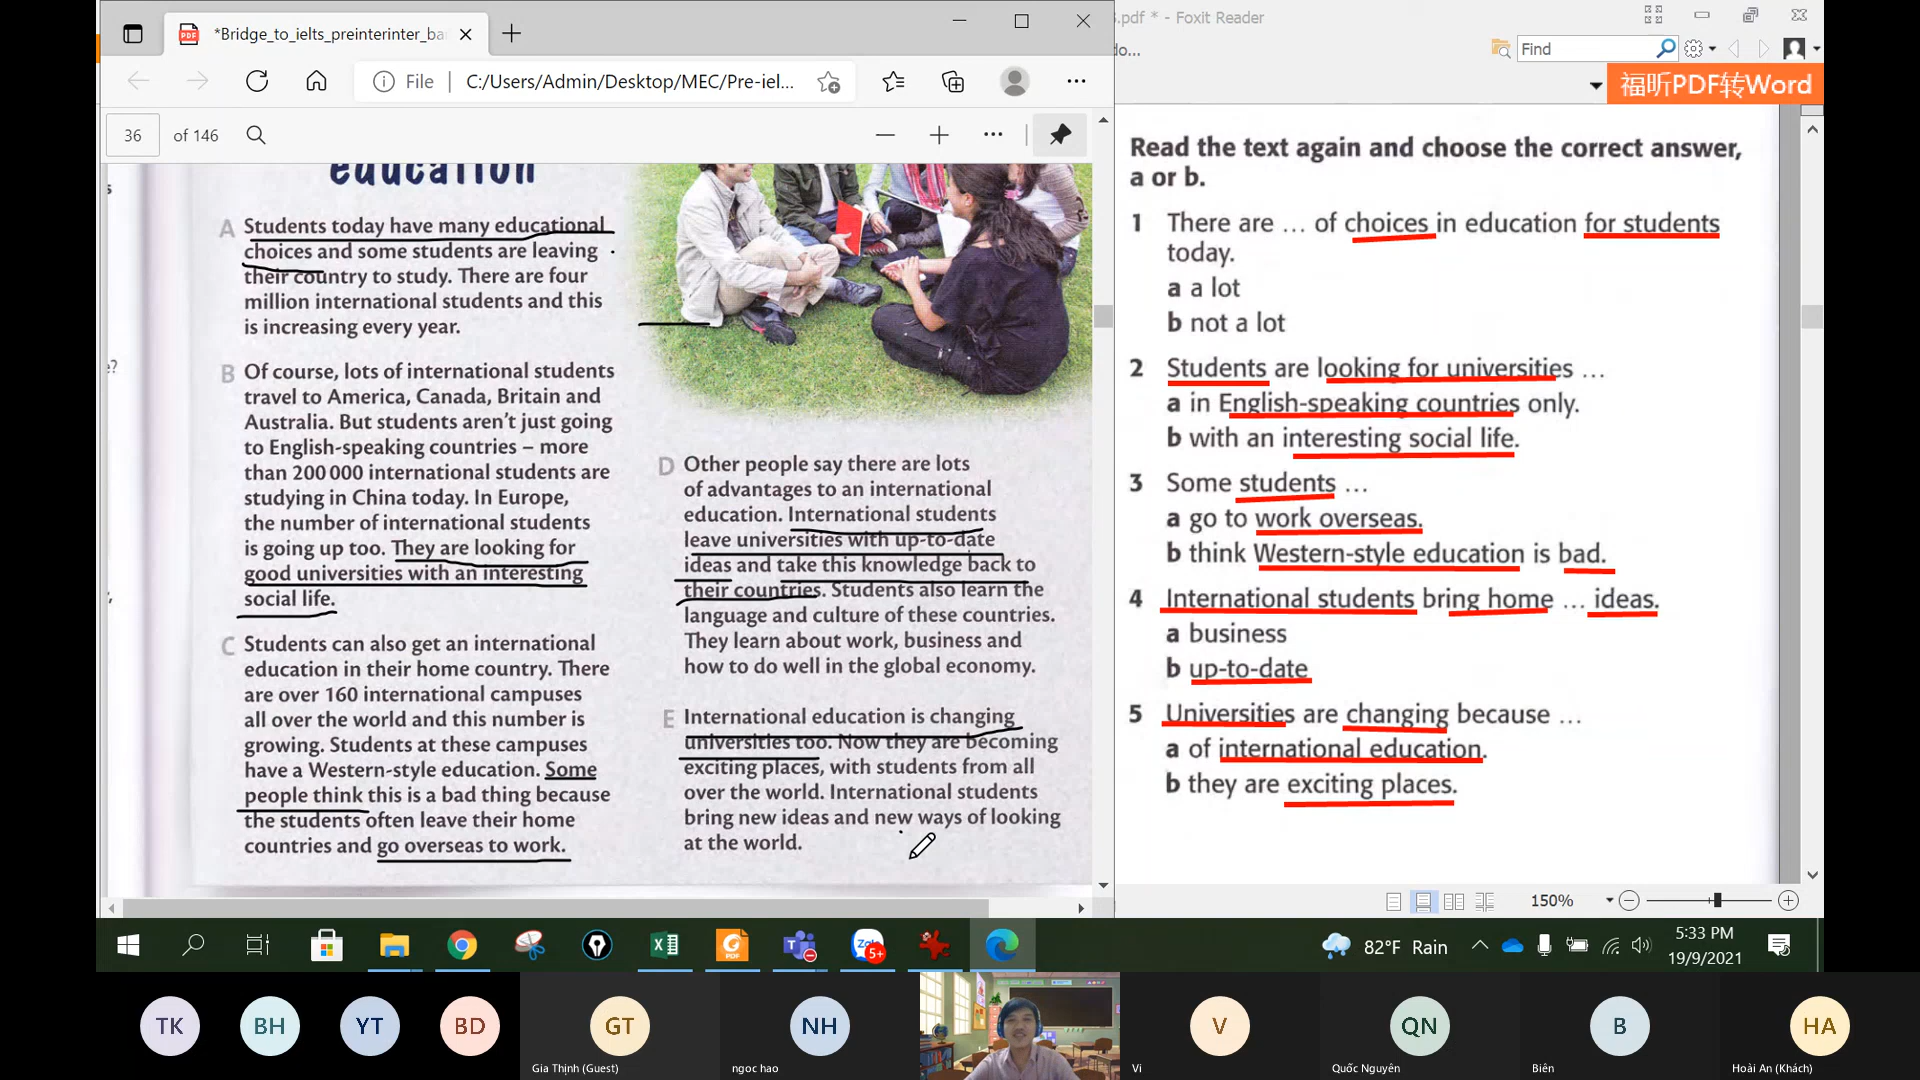 *Bridge_to_ielts_preinterinter_ba
File
C:/Users/Admin/Desktop/MEC/Pre-iel...
36
of 146
education
A Students today have many educational
choices and some students are leaving
their country to study. There are four
million international students and this
is increasing every year.
B Of course, lots of international students
travel to America, Canada, Britain and
Australia. But students aren't just going
to English-speaking countries – more
than 200 000 international students are
studying in China today. In Europe,
the number of international students
is going up too. They are looking for
good universities with an interesting
social life.
C Students can also get an international
education in their home country. There
are over 160 international campuses
all over the world and this number is
growing. Students at these campuses
have a Western-style education. Some
people think this is a bad thing because
the students often leave their home
countries and go overseas to work.
D Other people say there are lots
of advantages to an international
education. International students
leave universities with up-to-date
ideas and take this knowledge back to
their countries. Students also learn the
language and culture of these countries.
They learn about work, business and
how to do well in the global economy.
E International education is changing
universities too. Now they are becoming
exciting places, with students from all
over the world. International students
bring new ideas and new ways of looking
at the world.
.pdf * - Foxit Reader
do...
Find
福昕PDF转Word
Read the text again and choose the correct answer,
a or b.
1 There are ... of choices in education for students
today.
a a lot
b not a lot
2 Students are looking for universities ...
a in English-speaking countries only.
b with an interesting social life.
3 Some students ...
a go to work overseas.
b think Western-style education is bad.
4 International students bring home ... ideas.
a business
b up-to-date
5 Universities are changing because ...
a of international education.
b they are exciting places.
150%
82°F Rain
5:33 PM
19/9/2021
5+
TK
BH
YT
BD
GT
Gia Thịnh (Guest)
NH
ngoc hao
V
Vi
QN
Quốc Nguyên
B
Biên
HA
Hoài An (Khách)